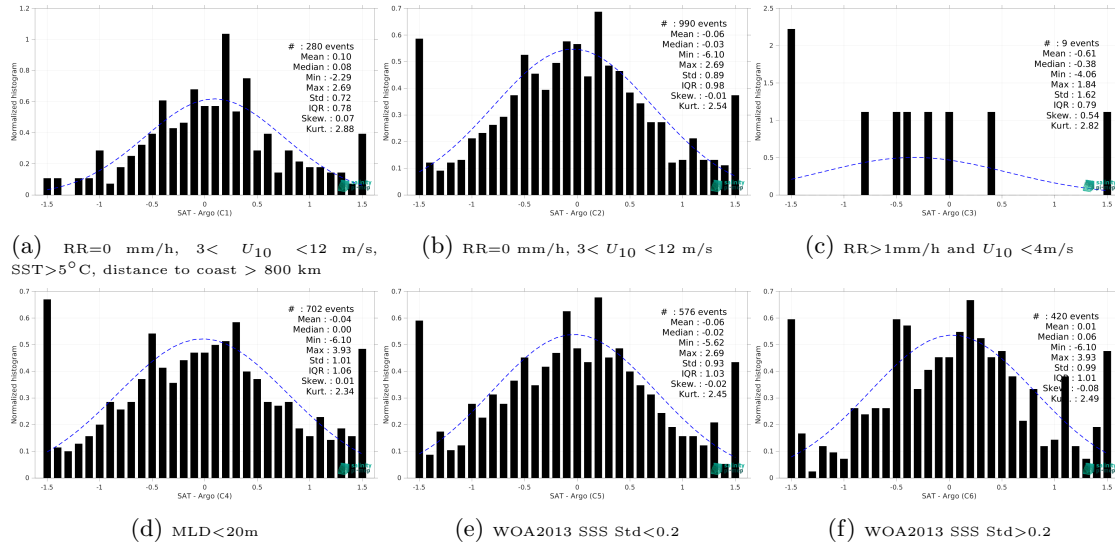 Normalized histogram
1.2
1
0.8
0.6
0.4
0.2
0
-1.5 -1 -0.5 0 0.5 1 1.5
SAT - Argo (C1)
# : 280 events
Mean : 0.10
Median : 0.08
Min : -2.29
Max : 2.69
Std : 0.72
IQR : 0.78
Skew. : 0.07
Kurt. : 2.88
Normalized histogram
0.7
0.6
0.5
0.4
0.3
0.2
0.1
0
-1.5 -1 -0.5 0 0.5 1 1.5
SAT - Argo (C2)
# : 990 events
Mean : -0.06
Median : -0.03
Min : -6.10
Max : 2.69
Std : 0.89
IQR : 0.98
Skew. : -0.01
Kurt. : 2.54
Normalized histogram
2.5
2
1.5
1
0.5
0
-1.5 -1 -0.5 0 0.5 1 1.5
SAT - Argo (C3)
# : 9 events
Mean : -0.61
Median : -0.38
Min : -4.06
Max : 1.84
Std : 1.62
IQR : 0.79
Skew. : 0.54
Kurt. : 2.82
(a) RR=0 mm/h, 3< U10 <12 m/s,
SST>5°C, distance to coast > 800 km
(b) RR=0 mm/h, 3< U10 <12 m/s
(c) RR>1mm/h and U10 <4m/s
Normalized histogram
0.7
0.6
0.5
0.4
0.3
0.2
0.1
0
-1.5 -1 -0.5 0 0.5 1 1.5
SAT - Argo (C4)
# : 702 events
Mean : -0.04
Median : 0.00
Min : -6.10
Max : 3.93
Std : 1.01
IQR : 1.06
Skew. : 0.01
Kurt. : 2.34
Normalized histogram
0.7
0.6
0.5
0.4
0.3
0.2
0.1
0
-1.5 -1 -0.5 0 0.5 1 1.5
SAT - Argo (C5)
# : 576 events
Mean : -0.06
Median : -0.02
Min : -5.62
Max : 2.69
Std : 0.93
IQR : 1.03
Skew. : -0.02
Kurt. : 2.45
Normalized histogram
0.7
0.6
0.5
0.4
0.3
0.2
0.1
0
-1.5 -1 -0.5 0 0.5 1 1.5
SAT - Argo (C6)
# : 420 events
Mean : 0.01
Median : 0.06
Min : -6.10
Max : 3.93
Std : 0.99
IQR : 1.01
Skew. : -0.08
Kurt. : 2.49
(d) MLD<20m
(e) WOA2013 SSS Std<0.2
(f) WOA2013 SSS Std>0.2